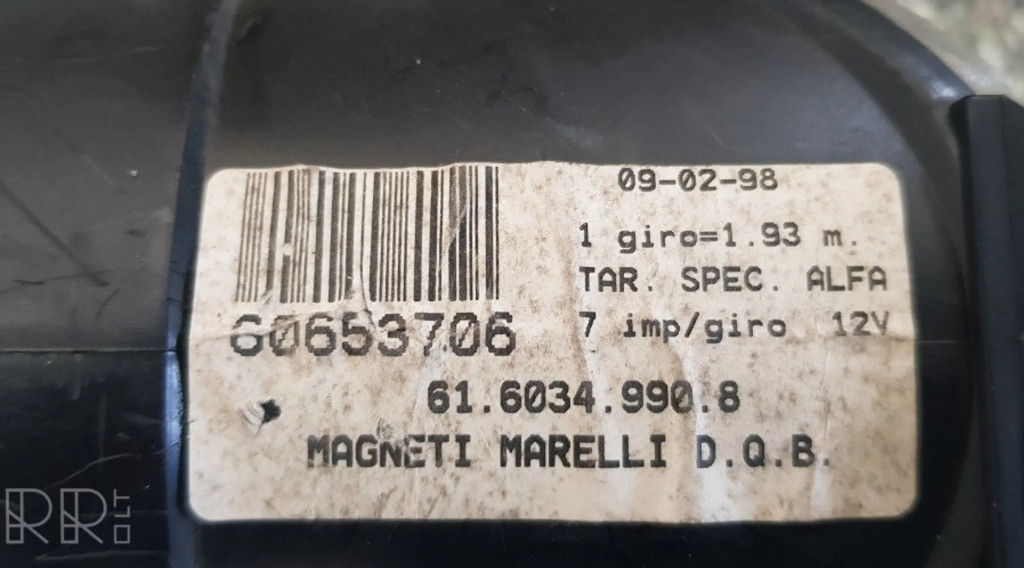 09-02-98
1 giro=1.93 m.
TAR. SPEC. ALFA
7 imp/giro 12V
60653706
61.6034.990.8
MAGNETI MARELLI D.Q.B.
RRLT